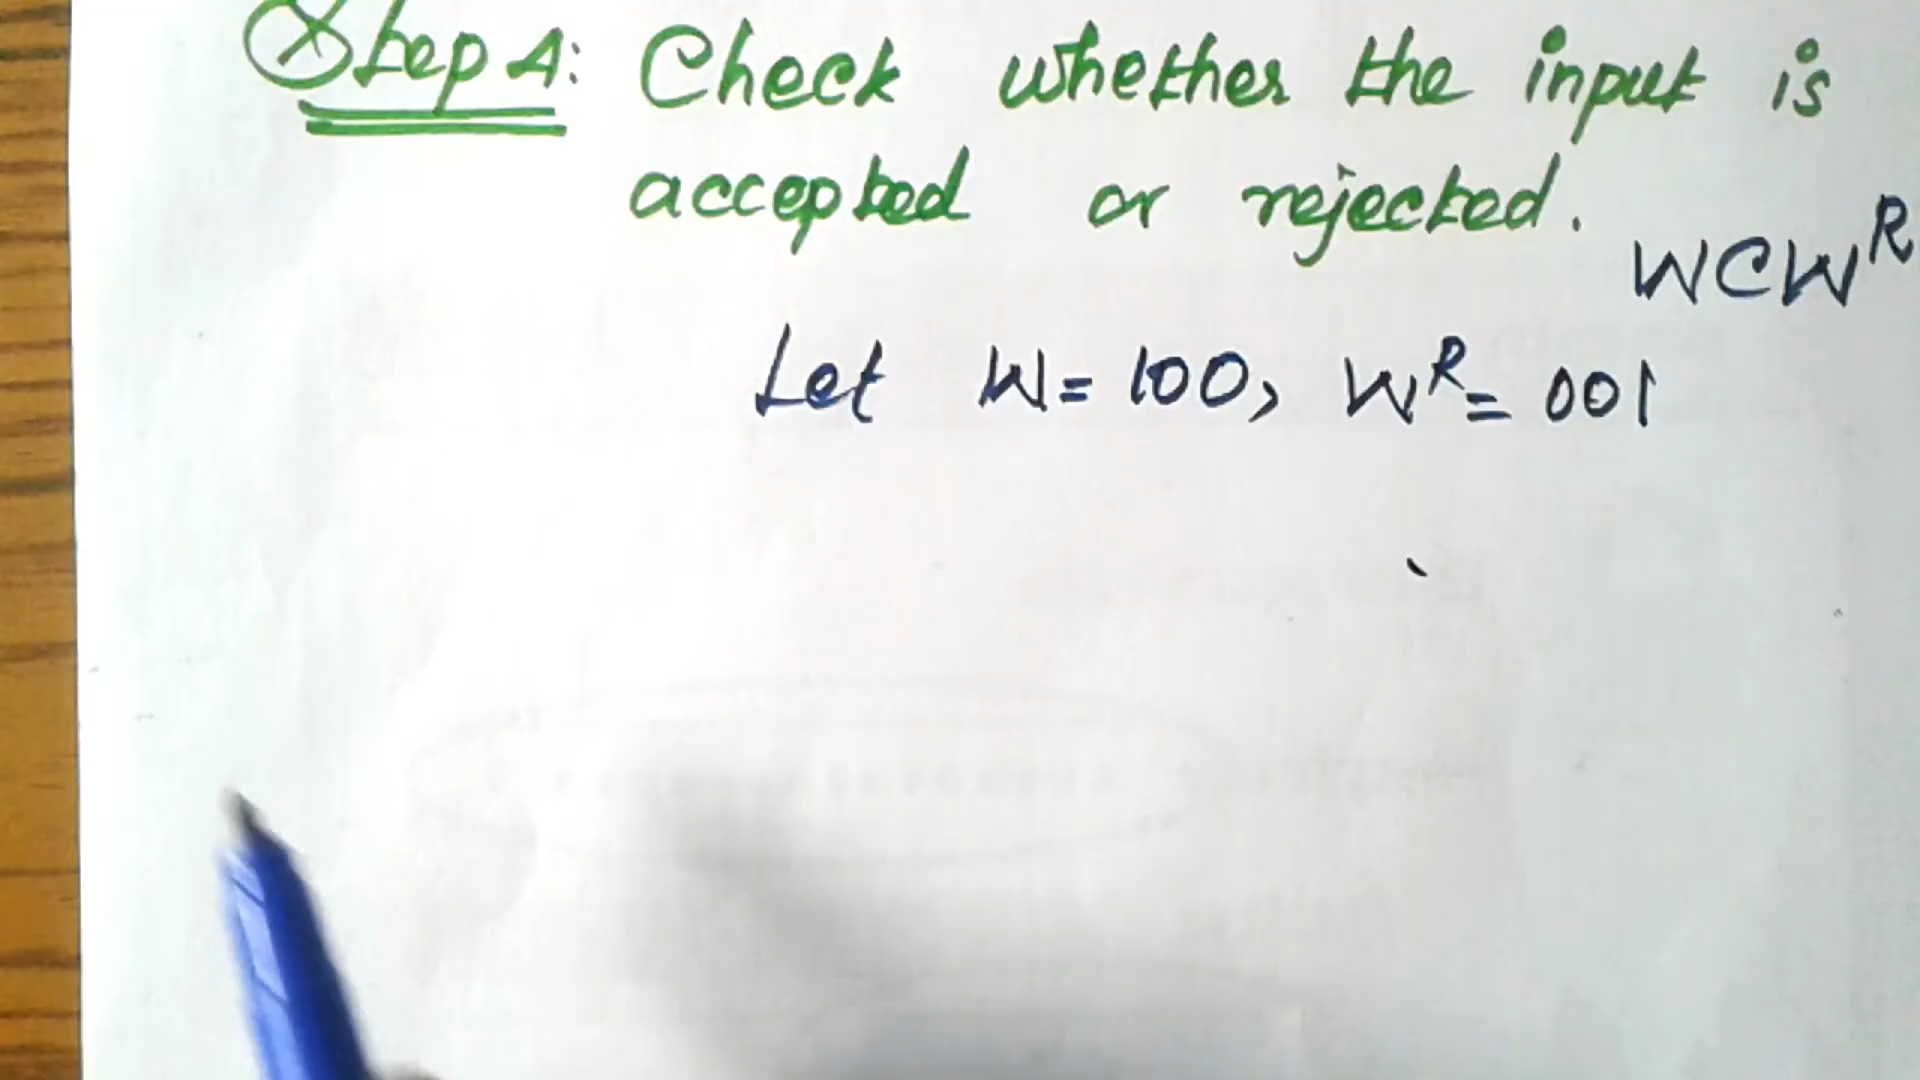 Step 4: Check whether the input is
accepted or rejected.
WCW^R
Let W = 100, W^R = 001